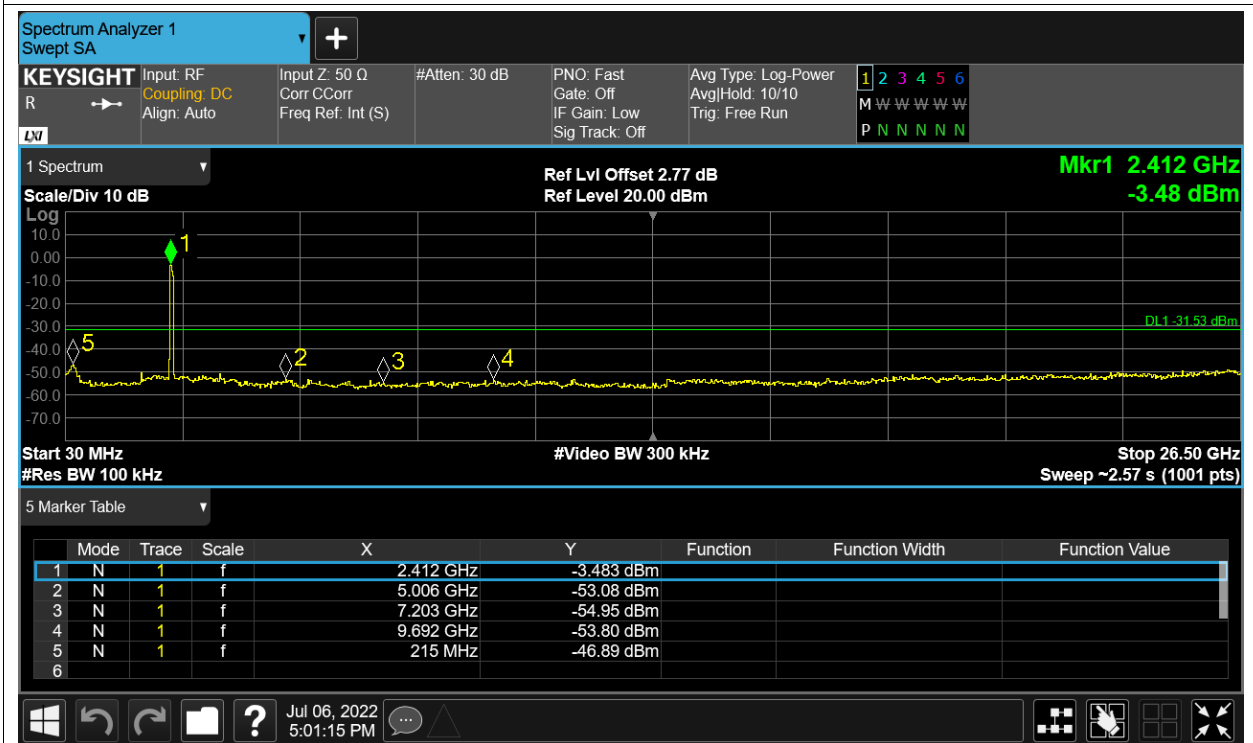 Spectrum Analyzer 1
Swept SA
KEYSIGHT
R
LXI
Input: RF
Coupling: DC
Align: Auto
Input Z: 50 Ω
Corr CCorr
Freq Ref: Int (S)
#Atten: 30 dB
PNO: Fast
Gate: Off
IF Gain: Low
Sig Track: Off
Avg Type: Log-Power
Avg|Hold: 10/10
Trig: Free Run
1 2 3 4 5 6
M W W W W W
P N N N N N
1 Spectrum
Scale/Div 10 dB
Ref Lvl Offset 2.77 dB
Ref Level 20.00 dBm
Mkr1 2.412 GHz
-3.48 dBm
Log
10.0
0.00
-10.0
-20.0
-30.0
-40.0
-50.0
-60.0
-70.0
1
5
2
3
4
DL1 -31.53 dBm
Start 30 MHz
#Video BW 300 kHz
Stop 26.50 GHz
#Res BW 100 kHz
Sweep ~2.57 s (1001 pts)
5 Marker Table
Mode Trace Scale X Y Function Function Width Function Value
1 N 1 f 2.412 GHz -3.483 dBm
2 N 1 f 5.006 GHz -53.08 dBm
3 N 1 f 7.203 GHz -54.95 dBm
4 N 1 f 9.692 GHz -53.80 dBm
5 N 1 f 215 MHz -46.89 dBm
6
?
Jul 06, 2022
5:01:15 PM